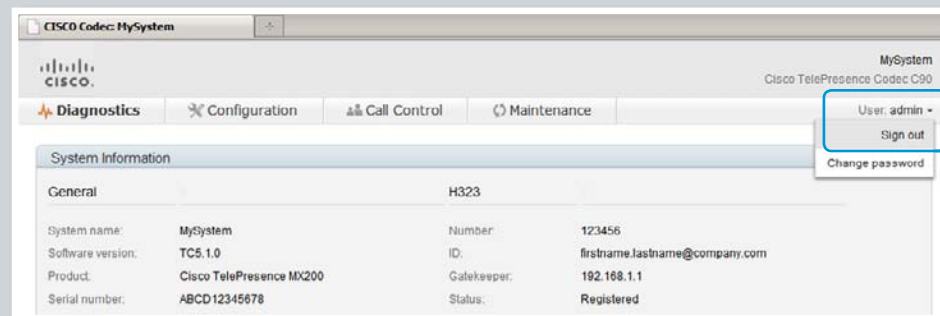 CISCO Codec: MySystem
CISCO.
MySystem
Cisco TelePresence Codec C90
Diagnostics Configuration Call Control Maintenance User: admin
Sign out
Change password
System Information
General H323
System name: MySystem Number: 123456
Software version: TC5.1.0 ID: firstname.lastname@company.com
Product: Cisco TelePresence MX200 Gatekeeper: 192.168.1.1
Serial number: ABCD12345678 Status: Registered